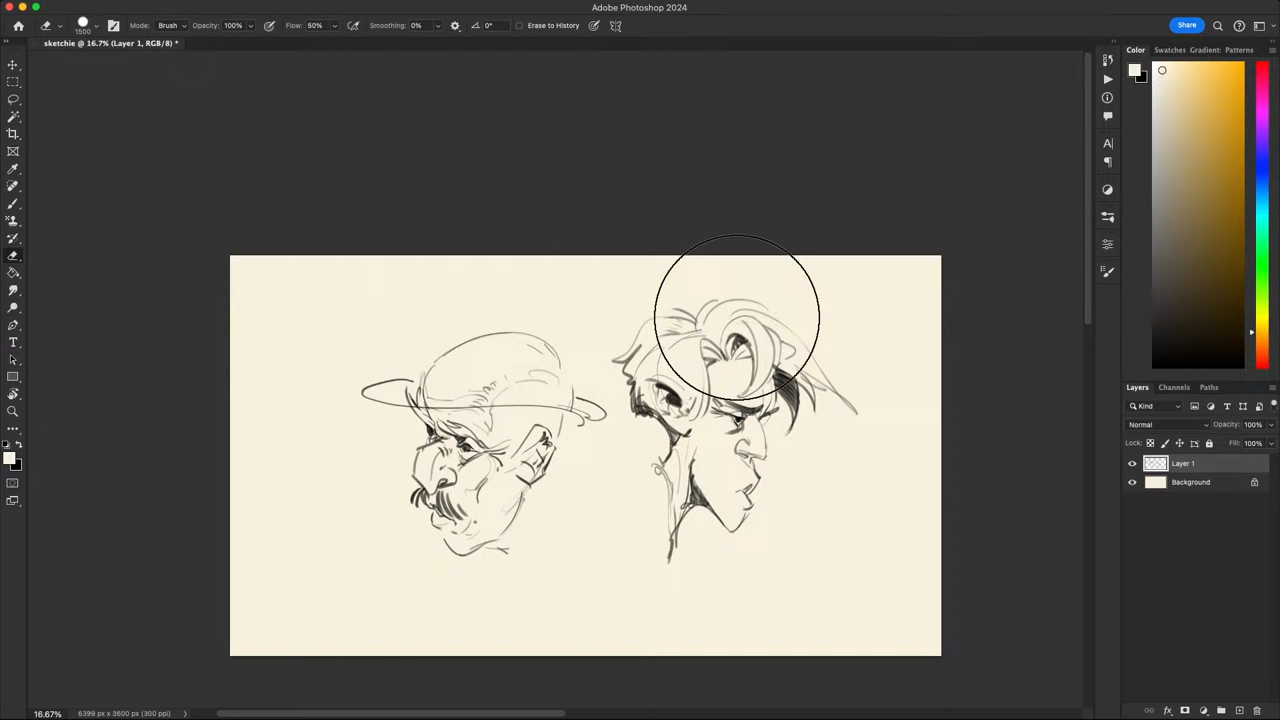 Adobe Photoshop 2024
1500 Mode: Brush Opacity: 100% Flow: 50% Smoothing: 0% 0° Erase to History Share
sketchie @ 16.7% (Layer 1, RGB/8) *
Color Swatches Gradient: Patterns
Layers Channels Paths
Kind
Normal Opacity: 100%
Lock: Fill: 100%
Layer 1
Background
16.67% 6399 px x 3600 px (300 ppi)